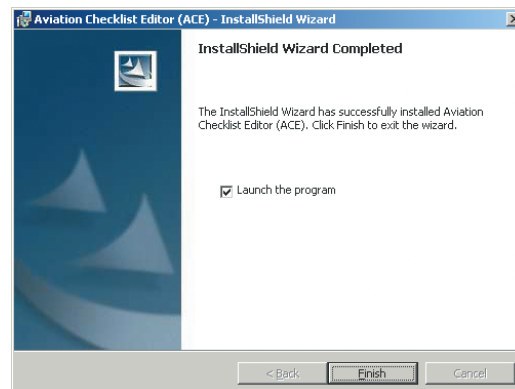 Aviation Checklist Editor (ACE) - InstallShield Wizard
InstallShield Wizard Completed
The InstallShield Wizard has successfully installed Aviation
Checklist Editor (ACE). Click Finish to exit the wizard.
Launch the program
< Back Finish Cancel